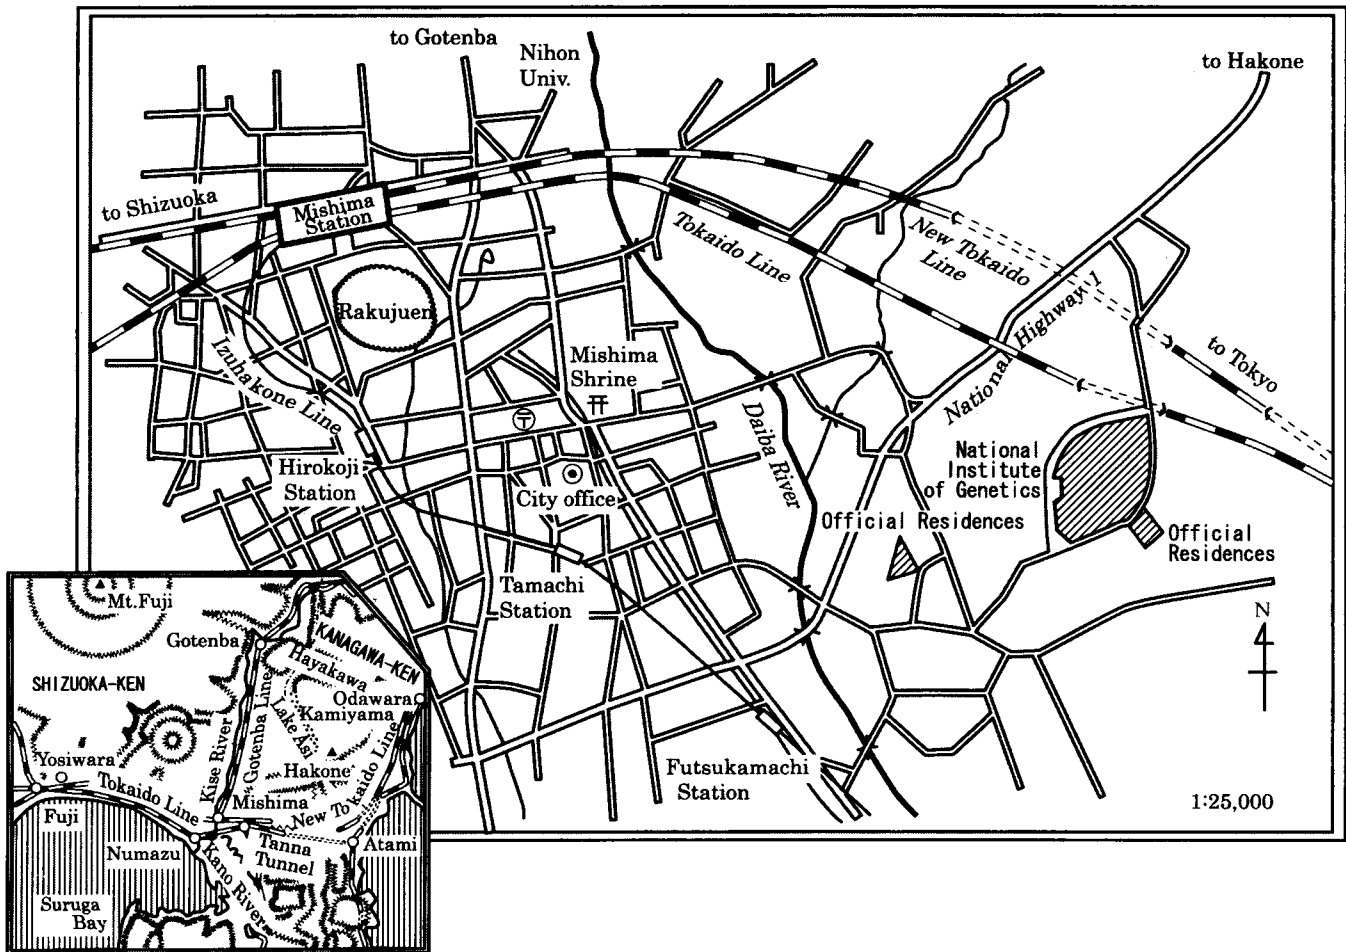 to Gotenba
Nihon
Univ.
to Hakone
to Shizuoka
Mishima
Station
Tokaido Line
New Tokaido
Line
National Highway 1
to Tokyo
Rakujuen
Izuhakone Line
Mishima
Shrine
〒
Daiba River
Hirokoji
Station
City office
National
Institute
of Genetics
Official Residences
Official
Residences
Tamachi
Station
Futsukamachi
Station
N
1:25,000
Mt.Fuji
Gotenba
KANAGAWA-KEN
Hayakawa
SHIZUOKA-KEN
Odawara
Lake Asi
Kamiyama
Kise River
Gotenba Line
Hakone
Yosiwara
Tokaido Line
Mishima
New Tokaido Line
Fuji
Numazu
Tanna
Tunnel
Atami
Kano River
Suruga
Bay